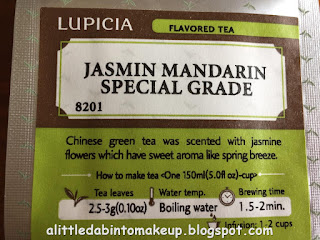 LUPICIA
FLAVORED TEA
JASMIN MANDARIN
SPECIAL GRADE
8201
Chinese green tea was scented with jasmine
flowers which have sweet aroma like spring breeze.
How to make tea <One 150ml(5.0fl oz)-cup>
Tea leaves Water temp. Brewing time
2.5-3g(0.10oz) Boiling water 1.5-2min.
Infusion: 1-2 cups
alittledabintomakeup.blogspot.com